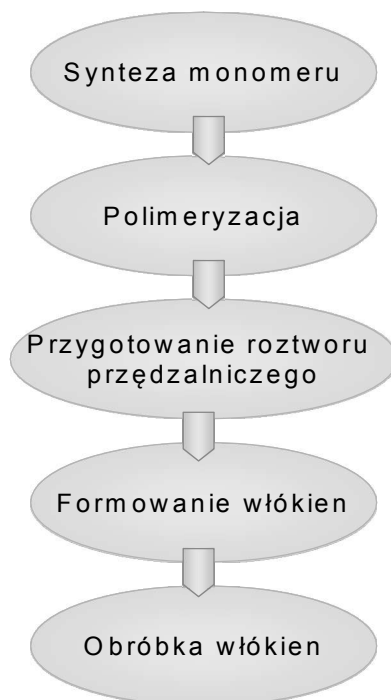 Synteza monomeru
Polimeryzacja
Przygotowanie roztworu
przędzalniczego
Formowanie włókien
Obróbka włókien